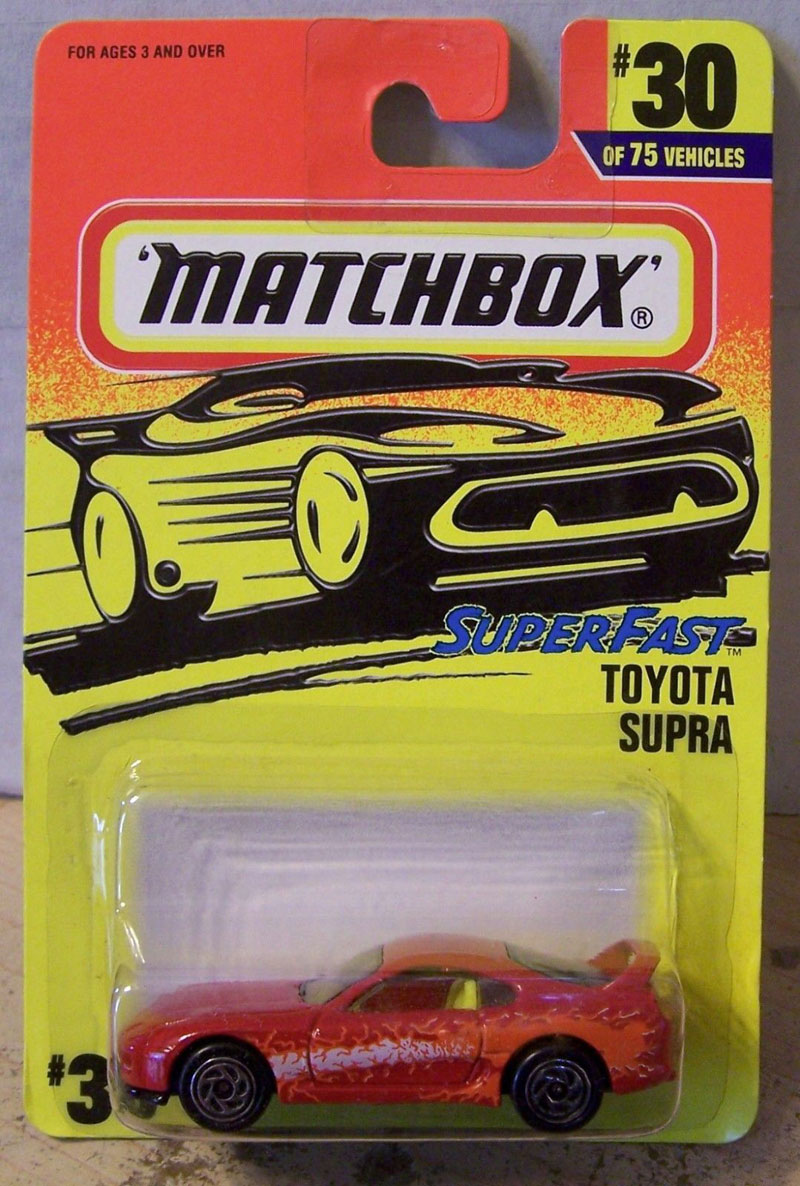 FOR AGES 3 AND OVER
#30
OF 75 VEHICLES
'MATCHBOX'®
SUPERFAST™
TOYOTA
SUPRA
#3